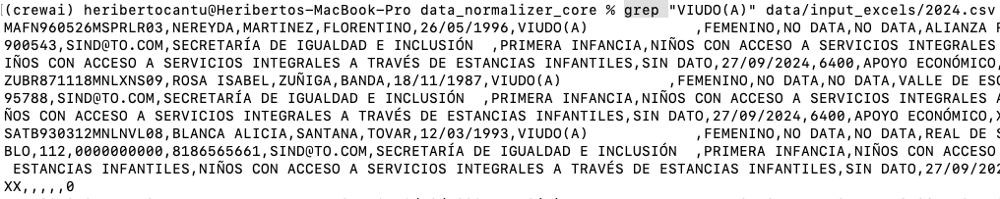 (crewai) heribertocantu@Heribertos-MacBook-Pro data_normalizer_core % grep "VIUDO(A)" data/input_excels/2024.csv
MAFN960526MSPRLR03,NEREYDA,MARTINEZ,FLORENTINO,26/05/1996,VIUDO(A)           ,FEMENINO,NO DATA,NO DATA,ALIANZA
900543,SIND@TO.COM,SECRETARÍA DE IGUALDAD E INCLUSIÓN  ,PRIMERA INFANCIA,NIÑOS CON ACCESO A SERVICIOS INTEGRALES
IÑOS CON ACCESO A SERVICIOS INTEGRALES A TRAVÉS DE ESTANCIAS INFANTILES,SIN DATO,27/09/2024,6400,APOYO ECONÓMICO,
ZUBR871118MNLXNS09,ROSA ISABEL,ZUÑIGA,BANDA,18/11/1987,VIUDO(A)           ,FEMENINO,NO DATA,NO DATA,VALLE DE ESC
95788,SIND@TO.COM,SECRETARÍA DE IGUALDAD E INCLUSIÓN  ,PRIMERA INFANCIA,NIÑOS CON ACCESO A SERVICIOS INTEGRALES A
ÑOS CON ACCESO A SERVICIOS INTEGRALES A TRAVÉS DE ESTANCIAS INFANTILES,SIN DATO,27/09/2024,6400,APOYO ECONÓMICO,X
SATB930312MNLNVL08,BLANCA ALICIA,SANTANA,TOVAR,12/03/1993,VIUDO(A)           ,FEMENINO,NO DATA,NO DATA,REAL DE S
BLO,112,0000000000,8186565661,SIND@TO.COM,SECRETARÍA DE IGUALDAD E INCLUSIÓN  ,PRIMERA INFANCIA,NIÑOS CON ACCESO
ESTANCIAS INFANTILES,NIÑOS CON ACCESO A SERVICIOS INTEGRALES A TRAVÉS DE ESTANCIAS INFANTILES,SIN DATO,27/09/202
XX,,,,,0